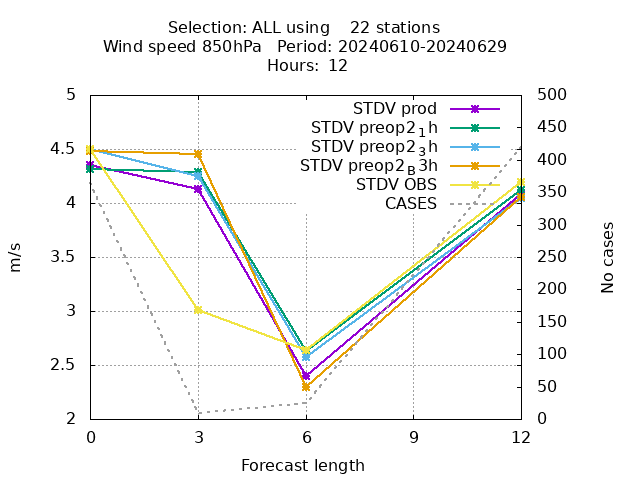 Selection: ALL using 22 stations
Wind speed 850hPa Period: 20240610-20240629
Hours: 12
STDV prod
STDV preop2₁h
STDV preop2₃h
STDV preop2_B3h
STDV OBS
CASES
5
4.5
4
3.5
3
2.5
2
500
450
400
350
300
250
200
150
100
50
0
m/s
No cases
0 3 6 9 12
Forecast length